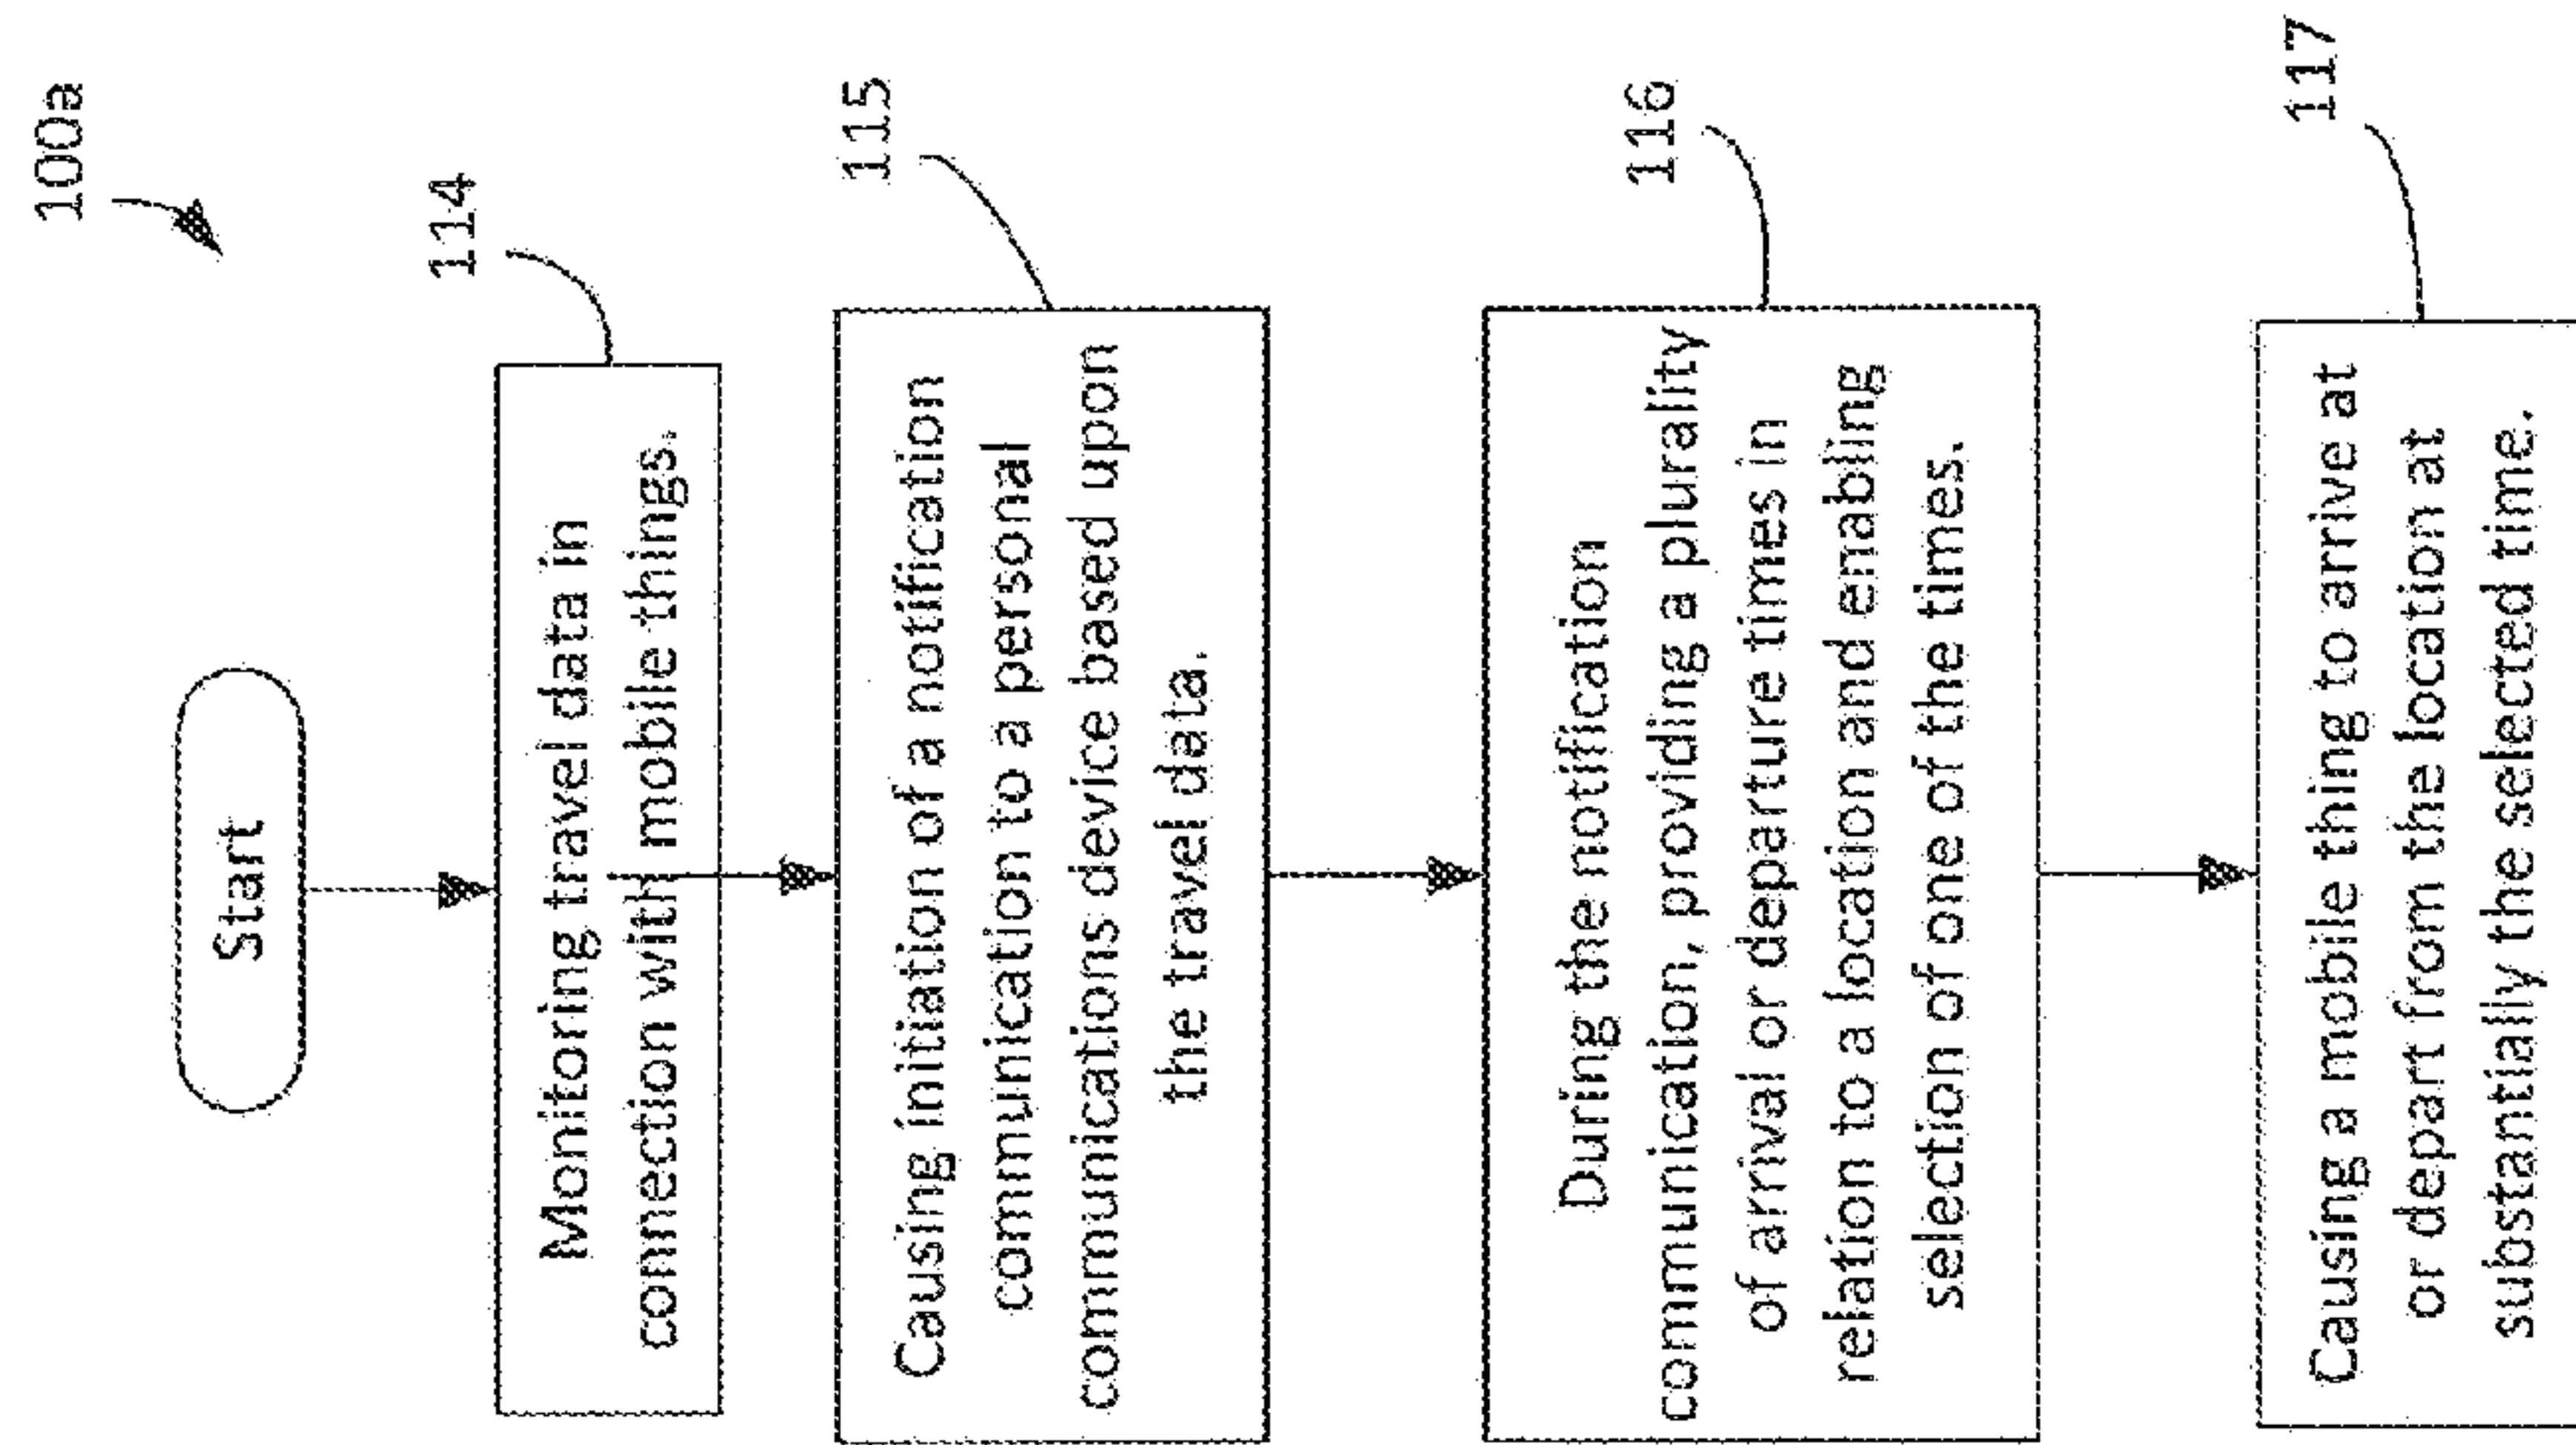 100a
Start
114
Monitoring travel data in
connection with mobile things.
115
Causing initiation of a notification
communication to a personal
communications device based upon
the travel data.
116
During the notification
communication, providing a plurality
of arrival or departure times in
relation to a location and enabling
selection of one of the times.
117
Causing a mobile thing to arrive at
or depart from the location at
substantially the selected time.